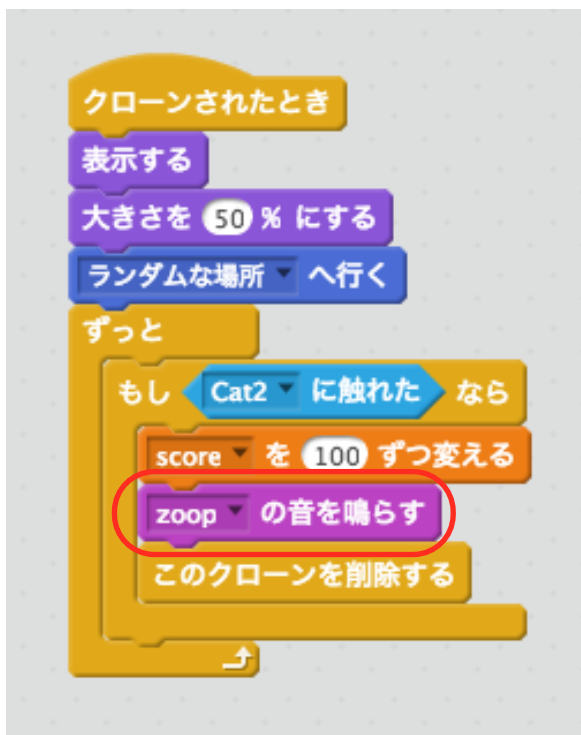 クローンされたとき
表示する
大きさを 50 % にする
ランダムな場所 へ行く
ずっと
もし Cat2 に触れた なら
score を 100 ずつ変える
zoop の音を鳴らす
このクローンを削除する